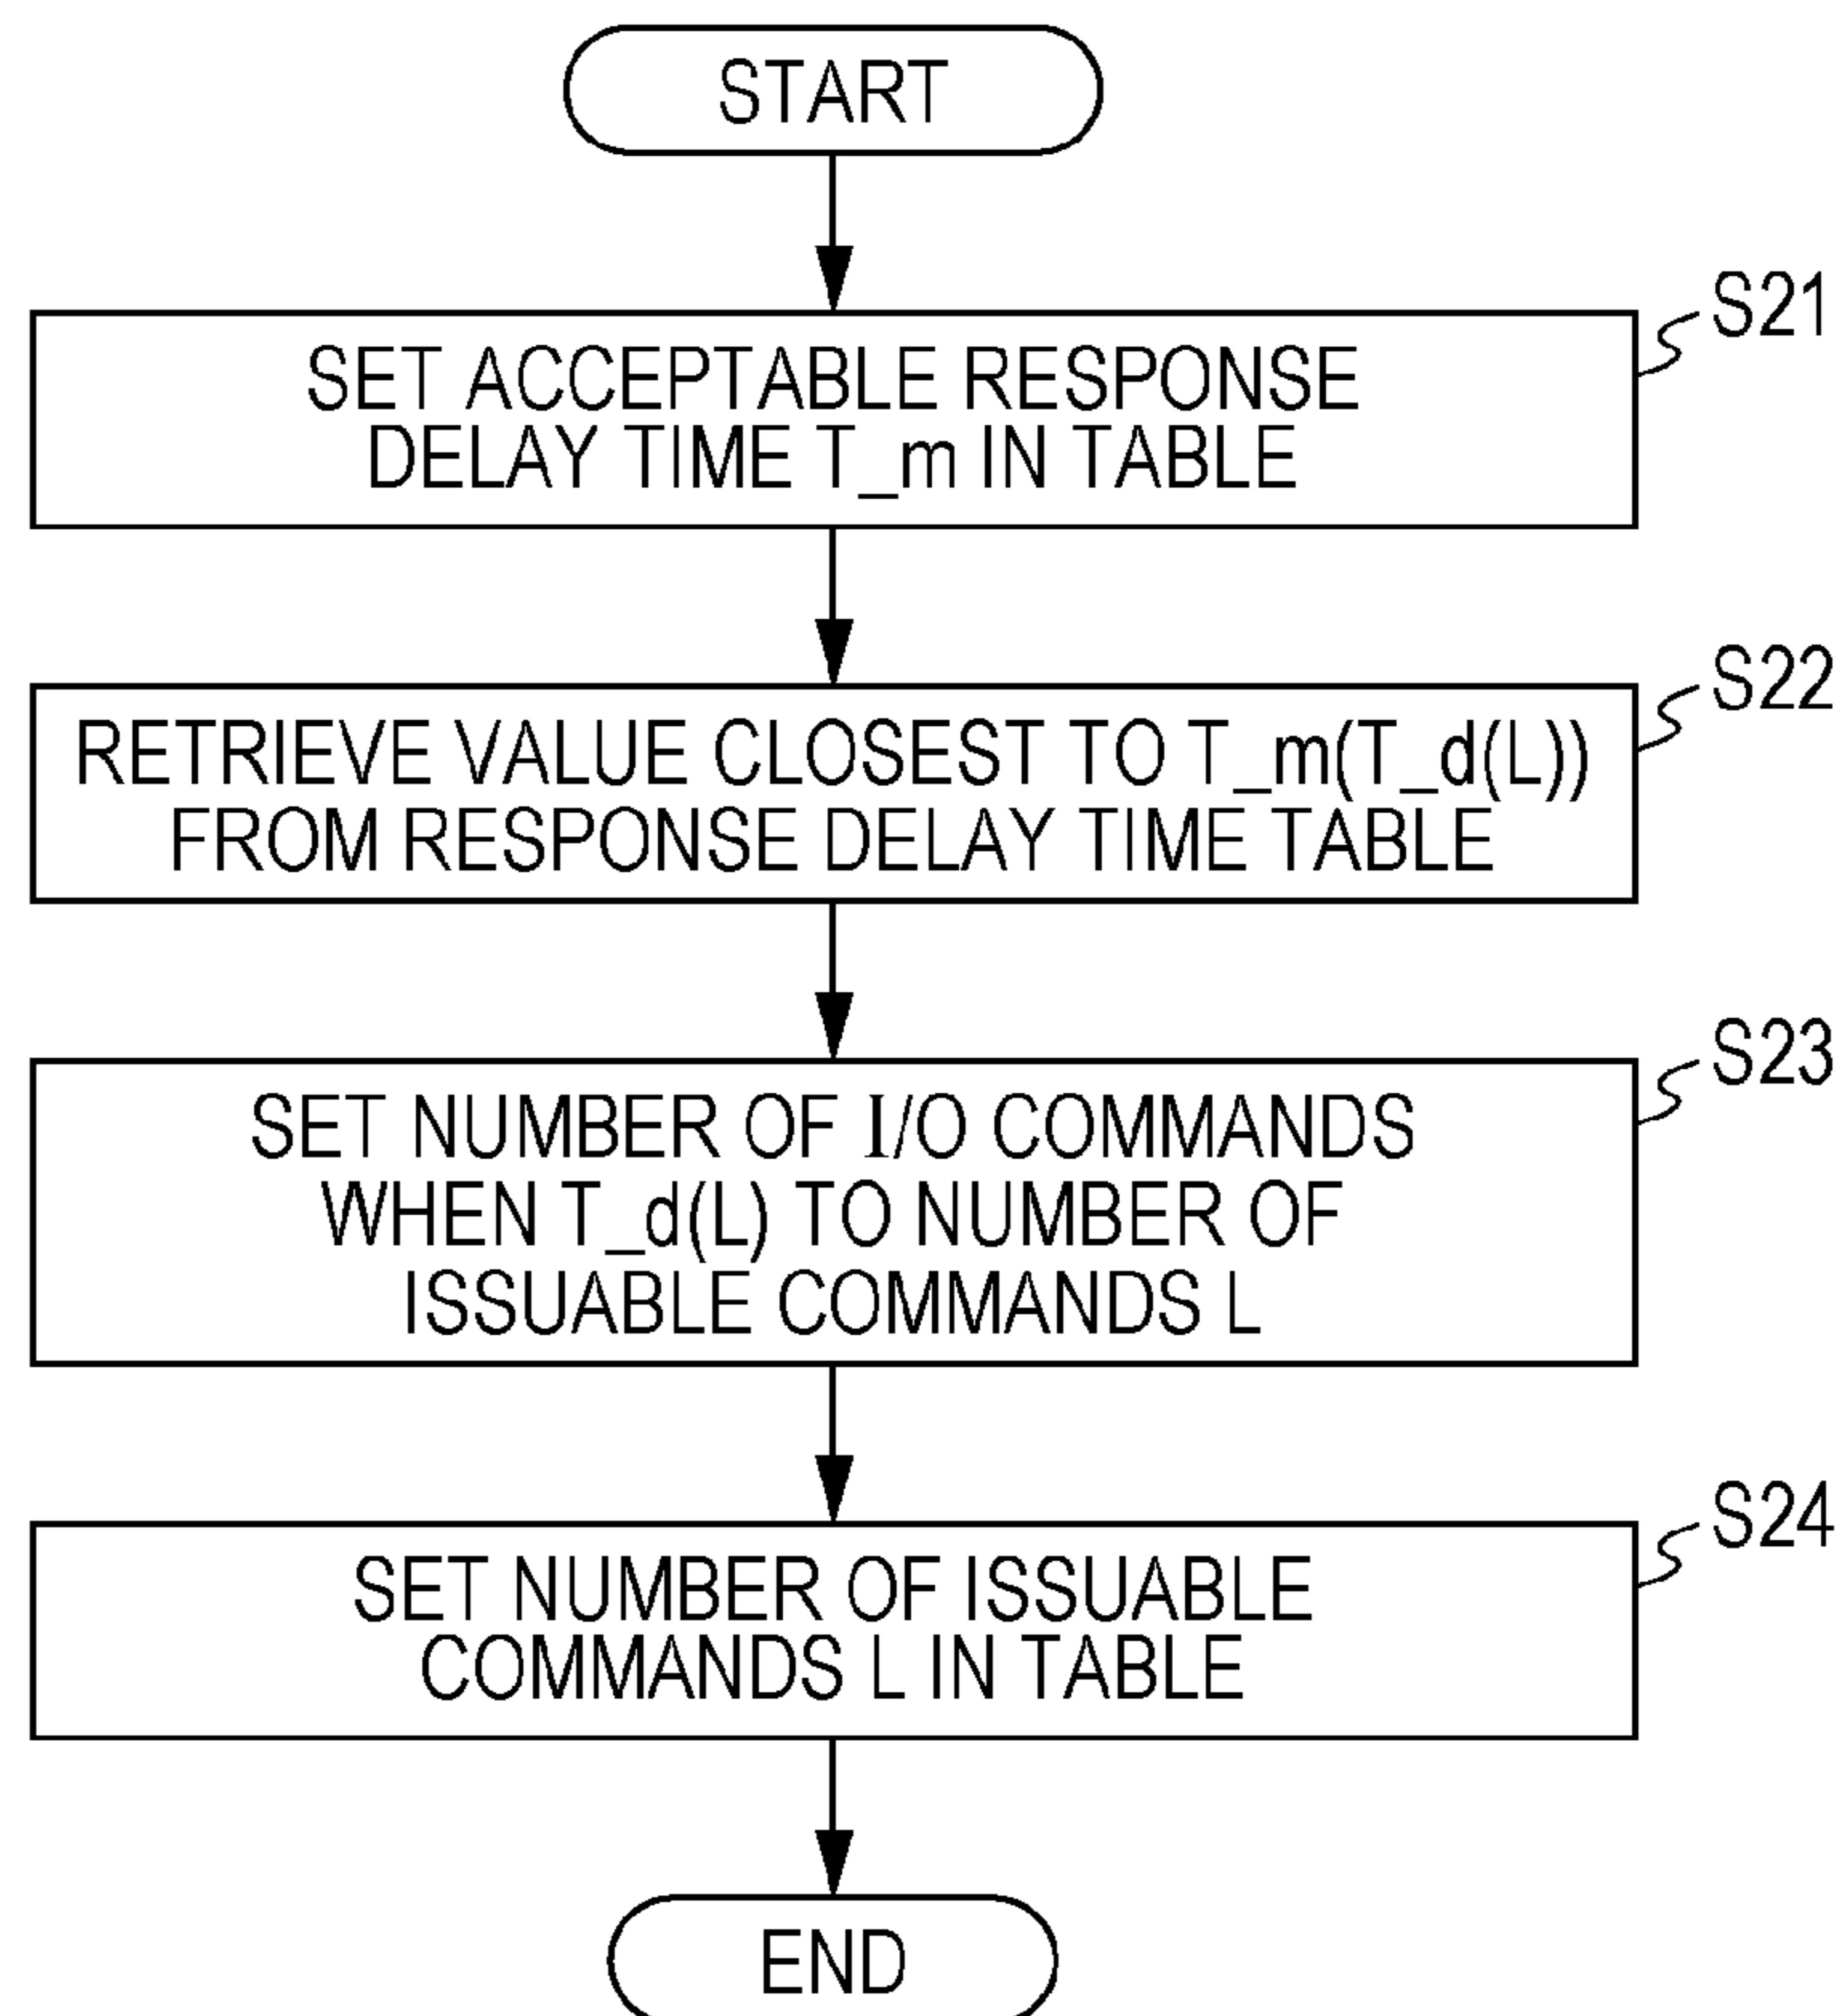 START
S21
SET ACCEPTABLE RESPONSE
DELAY TIME T_m IN TABLE
S22
RETRIEVE VALUE CLOSEST TO T_m(T_d(L))
FROM RESPONSE DELAY TIME TABLE
S23
SET NUMBER OF I/O COMMANDS
WHEN T_d(L) TO NUMBER OF
ISSUABLE COMMANDS L
S24
SET NUMBER OF ISSUABLE
COMMANDS L IN TABLE
END